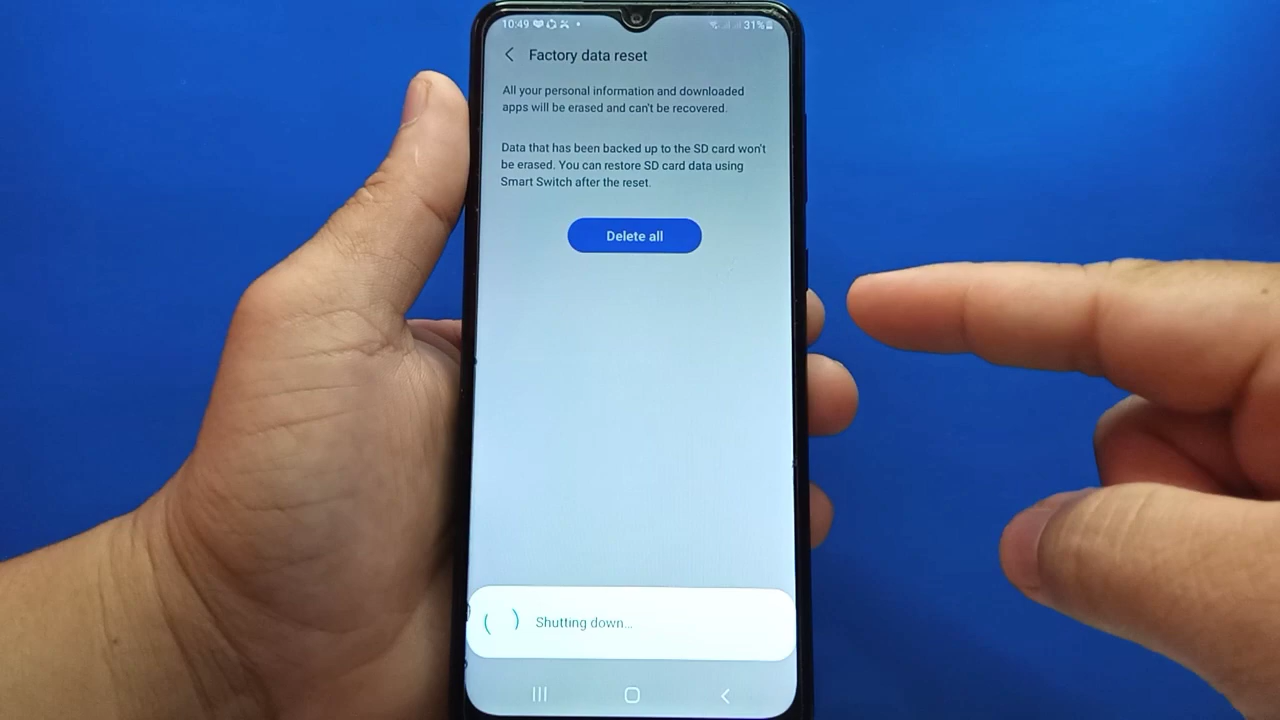 10:49
31%
Factory data reset
All your personal information and downloaded
apps will be erased and can't be recovered.
Data that has been backed up to the SD card won't
be erased. You can restore SD card data using
Smart Switch after the reset.
Delete all
Shutting down...